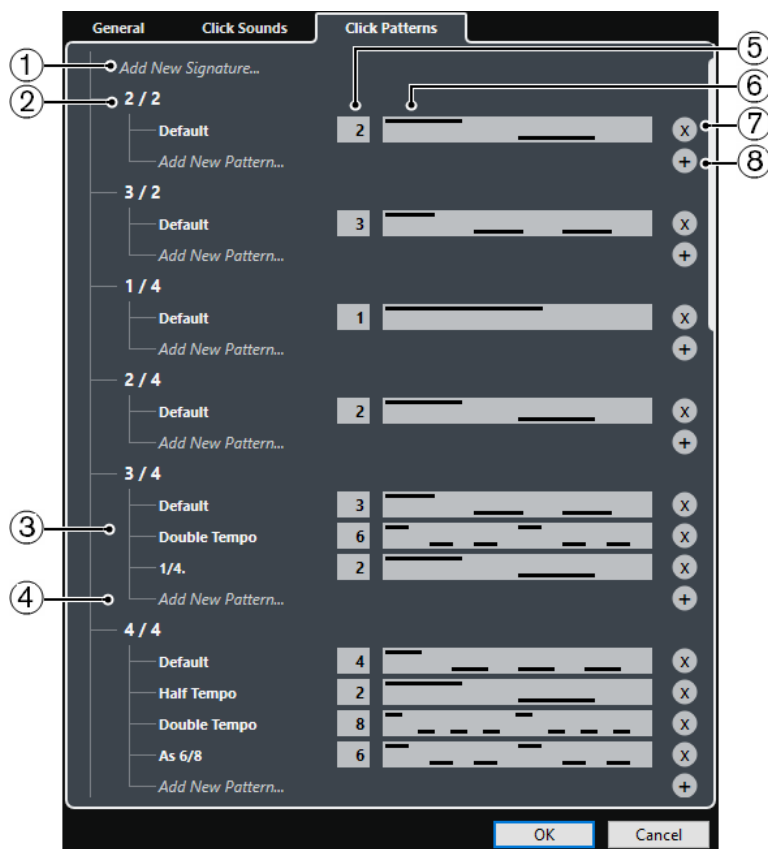 General Click Sounds Click Patterns
① Add New Signature... ⑤
② 2 / 2 ⑥
Default 2 x ⑦
Add New Pattern... + ⑧
3 / 2
Default 3 x
Add New Pattern... +
1 / 4
Default 1 x
Add New Pattern... +
2 / 4
Default 2 x
Add New Pattern... +
3 / 4
Default 3 x
③ Double Tempo 6 x
1/4. 2 x
④ Add New Pattern... +
4 / 4
Default 4 x
Half Tempo 2 x
Double Tempo 8 x
As 6/8 6 x
Add New Pattern... +
OK Cancel